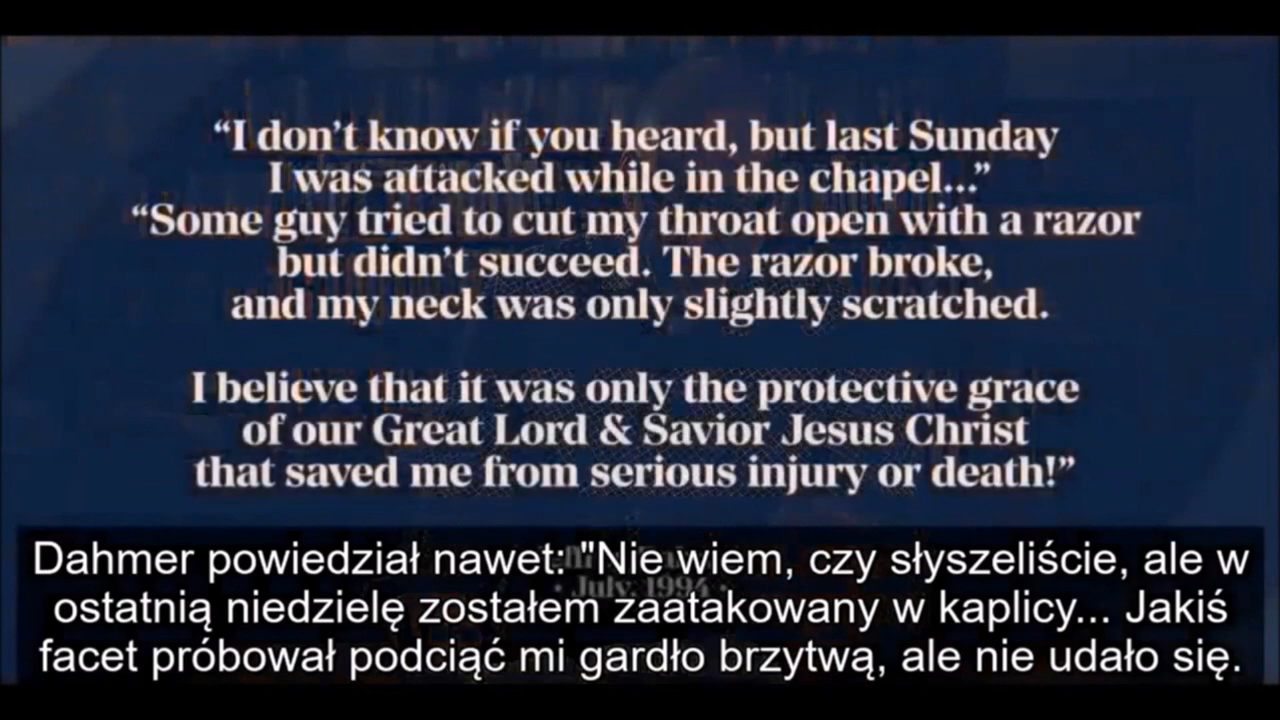 “I don’t know if you heard, but last Sunday
I was attacked while in the chapel...”
“Some guy tried to cut my throat open with a razor
but didn’t succeed. The razor broke,
and my neck was only slightly scratched.
I believe that it was only the protective grace
of our Great Lord & Savior Jesus Christ
that saved me from serious injury or death!”
Dahmer powiedział nawet: "Nie wiem, czy słyszeliście, ale w
July, 1994
ostatnią niedzielę zostałem zaatakowany w kaplicy... Jakiś
facet próbował podciąć mi gardło brzytwą, ale nie udało się.